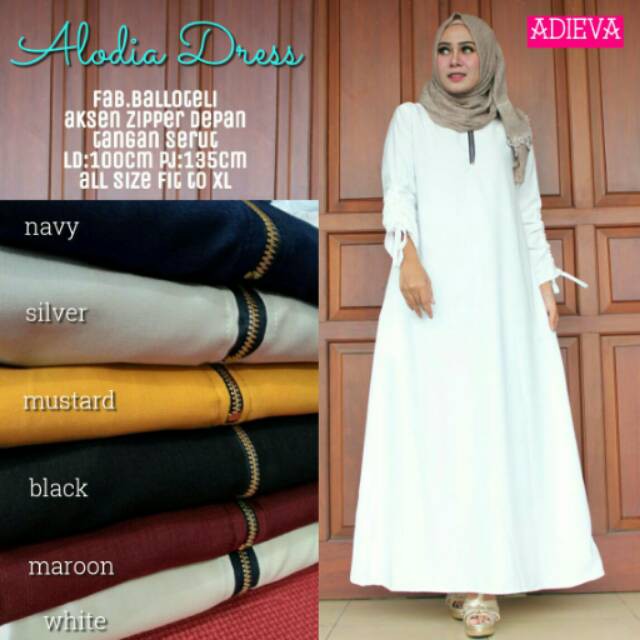 Alodia Dress
ADIEVA
Fab.Balloteli
aksen zipper depan
tangan serut
LD:100cm PJ:135cm
all size fit to XL
navy
silver
mustard
black
maroon
white